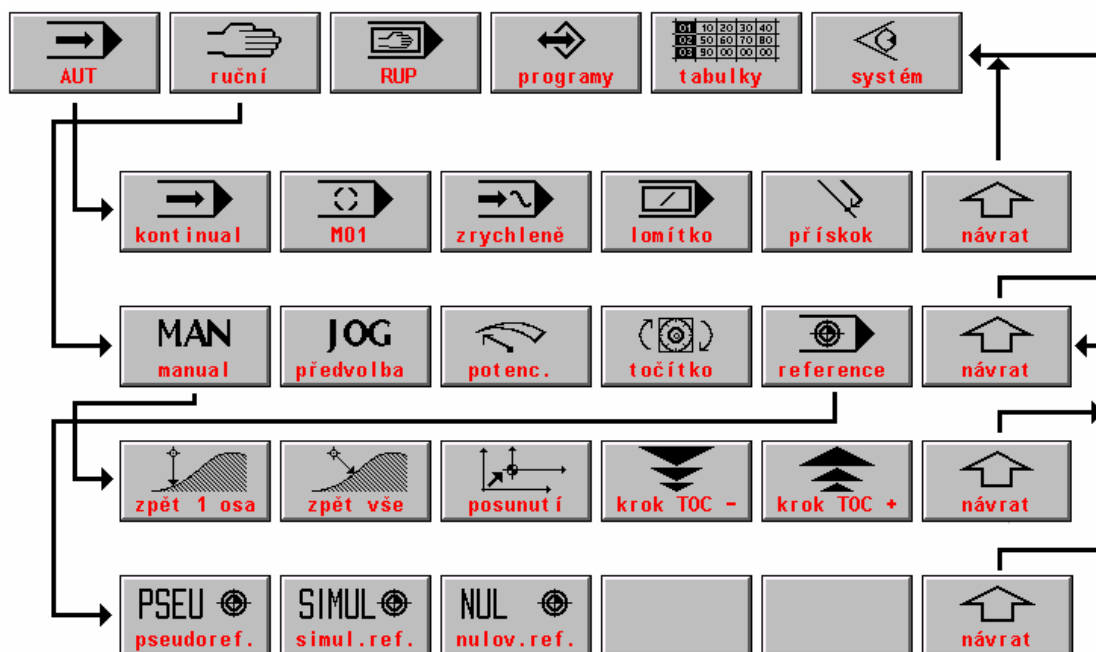 AUT ruční RUP programy 01 10 20 30 40 tabulky systém
02 50 60 70 80
03 90 00 00 00
kontinual M01 zrychleně lomítko přískok návrat
MAN JOG
manual předvolba potenc. točítko reference návrat
zpět 1 osa zpět vše posunutí krok TOC - krok TOC + návrat
PSEU SIMUL NUL
pseudoref. simul.ref. nulov.ref. návrat